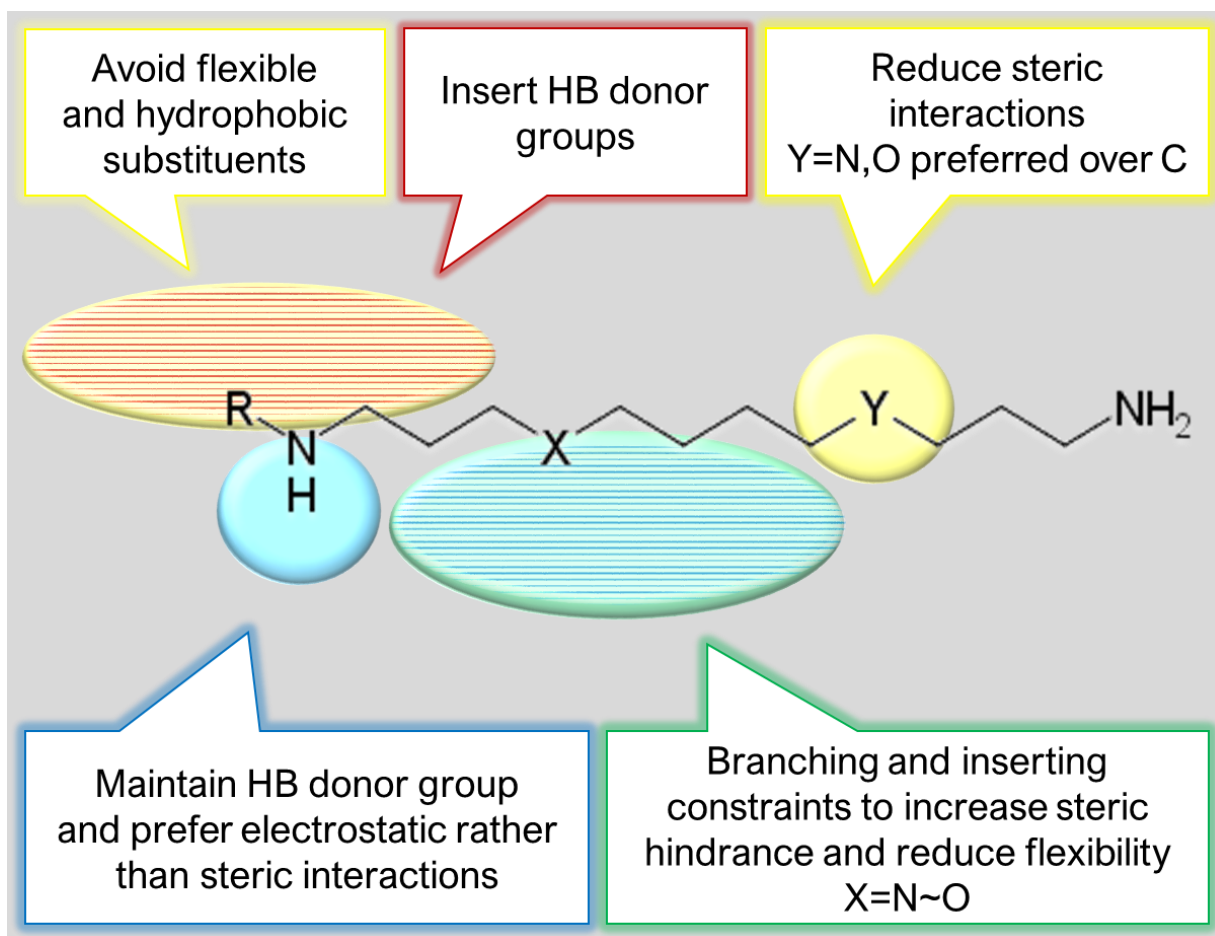 Avoid flexible
and hydrophobic
substituents
Insert HB donor
groups
Reduce steric
interactions
Y=N,O preferred over C
R
N
H
X
Y
NH2
Maintain HB donor group
and prefer electrostatic rather
than steric interactions
Branching and inserting
constraints to increase steric
hindrance and reduce flexibility
X=N~O